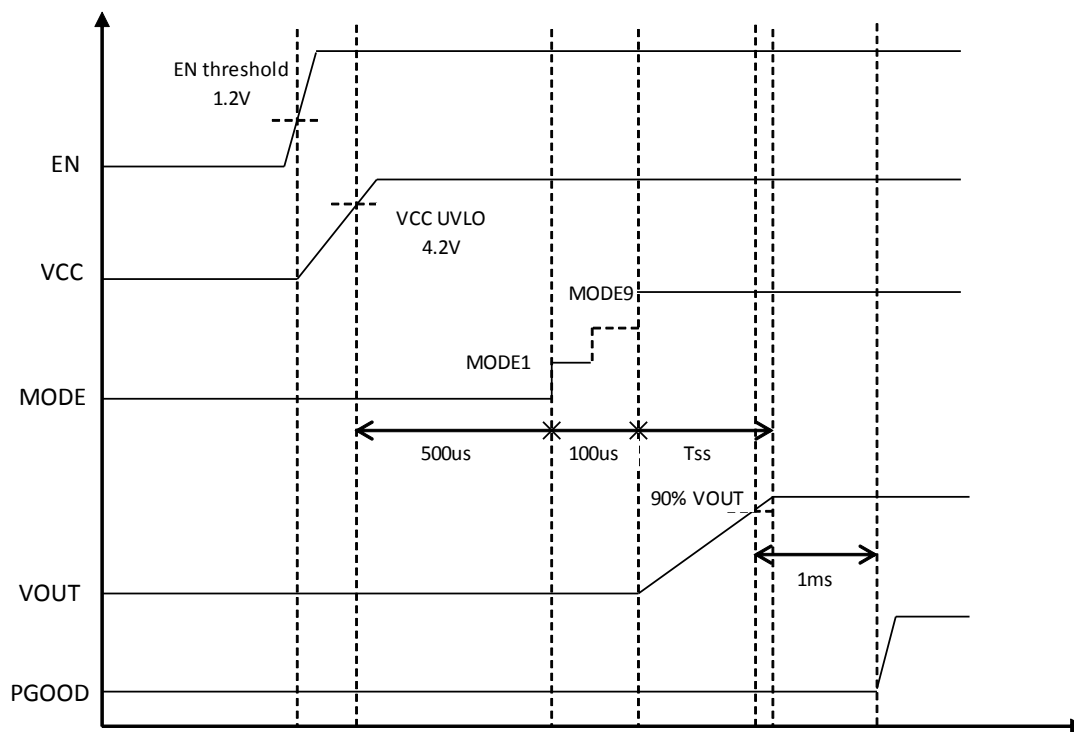 EN threshold
1.2V
EN
VCC UVLO
4.2V
VCC
MODE9
MODE1
MODE
500us
100us
Tss
90% VOUT
1ms
VOUT
PGOOD